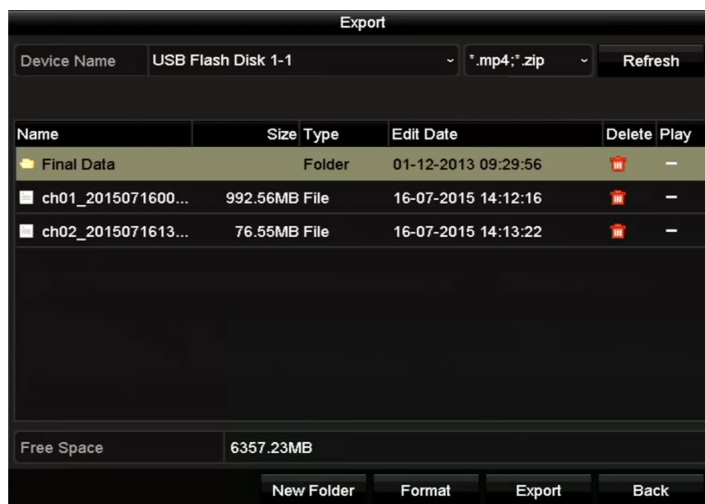 Export
Device Name USB Flash Disk 1-1 *.mp4;*.zip Refresh
Name Size Type Edit Date Delete Play
Final Data Folder 01-12-2013 09:29:56 —
ch01_2015071600... 992.56MB File 16-07-2015 14:12:16 —
ch02_2015071613... 76.55MB File 16-07-2015 14:13:22 —
Free Space 6357.23MB
New Folder Format Export Back